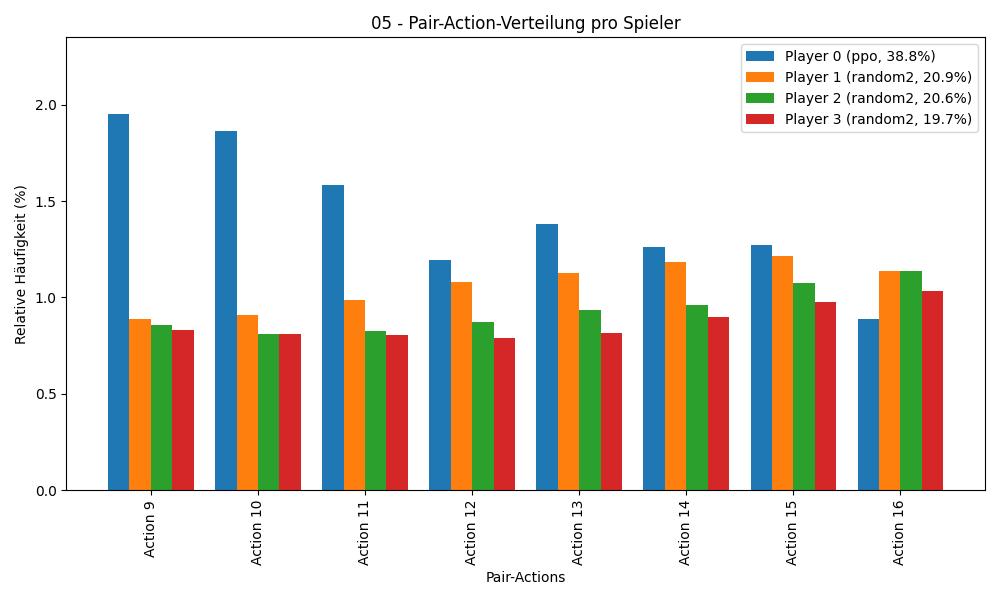 05 - Pair-Action-Verteilung pro Spieler
Player 0 (ppo, 38.8%)
Player 1 (random2, 20.9%)
Player 2 (random2, 20.6%)
Player 3 (random2, 19.7%)
Relative Häufigkeit (%)
2.0
1.5
1.0
0.5
0.0
Action 9
Action 10
Action 11
Action 12
Action 13
Action 14
Action 15
Action 16
Pair-Actions